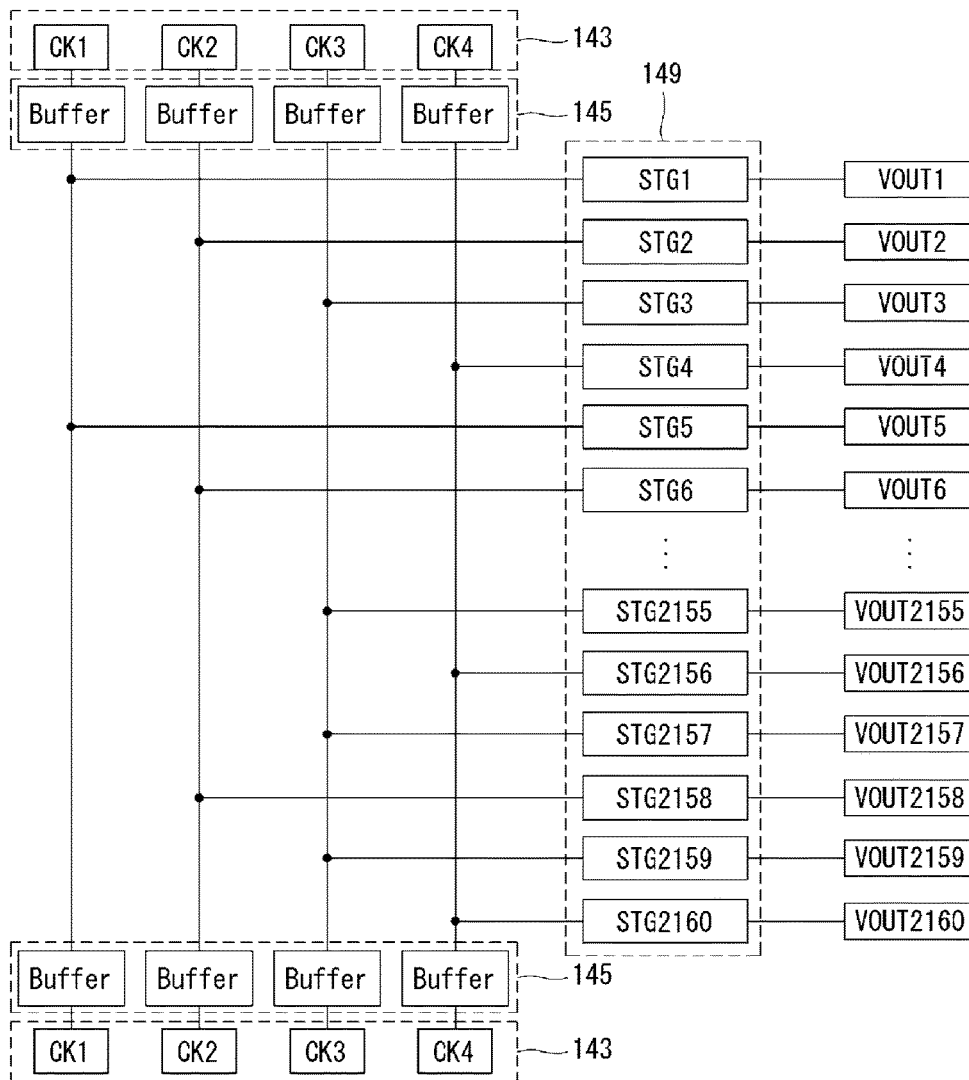 CK1 CK2 CK3 CK4 143
Buffer Buffer Buffer Buffer 145
149
STG1 VOUT1
STG2 VOUT2
STG3 VOUT3
STG4 VOUT4
STG5 VOUT5
STG6 VOUT6
STG2155 VOUT2155
STG2156 VOUT2156
STG2157 VOUT2157
STG2158 VOUT2158
STG2159 VOUT2159
STG2160 VOUT2160
Buffer Buffer Buffer Buffer 145
CK1 CK2 CK3 CK4 143